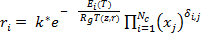 r_i = k*e^{- \frac{E_i(T)}{R_g T(z,r)}} \prod_{i=1}^{N_c} (x_j)^{\delta_{i,j}}